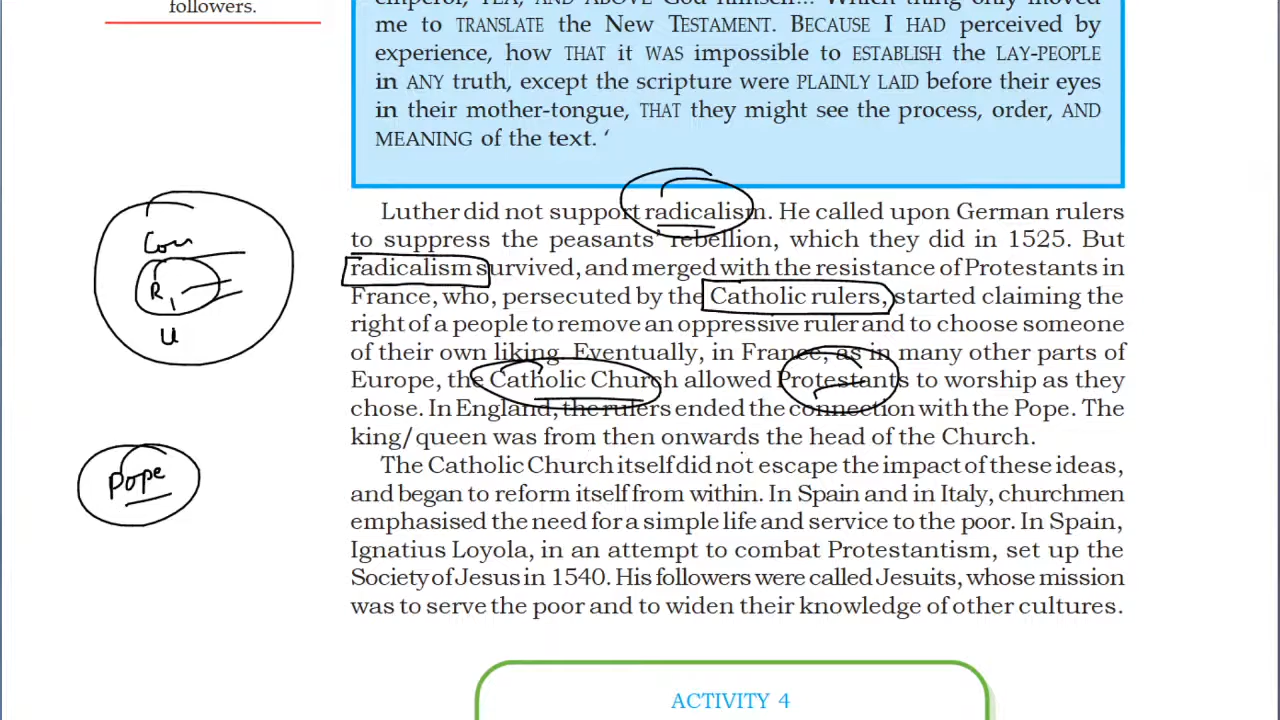 followers.
emperor, YEA, AND ABOVE God himself... Which thing only moved
me to TRANSLATE the New TESTAMENT. BECAUSE I HAD perceived by
experience, how THAT it WAS impossible to ESTABLISH the LAY-PEOPLE
in ANY truth, except the scripture were PLAINLY LAID before their eyes
in their mother-tongue, THAT they might see the process, order, AND
MEANING of the text. ‘
Luther did not support radicalism. He called upon German rulers
to suppress the peasants’ rebellion, which they did in 1525. But
radicalism survived, and merged with the resistance of Protestants in
France, who, persecuted by the Catholic rulers, started claiming the
right of a people to remove an oppressive ruler and to choose someone
of their own liking. Eventually, in France, as in many other parts of
Europe, the Catholic Church allowed Protestants to worship as they
chose. In England, the rulers ended the connection with the Pope. The
king/queen was from then onwards the head of the Church.
The Catholic Church itself did not escape the impact of these ideas,
and began to reform itself from within. In Spain and in Italy, churchmen
emphasised the need for a simple life and service to the poor. In Spain,
Ignatius Loyola, in an attempt to combat Protestantism, set up the
Society of Jesus in 1540. His followers were called Jesuits, whose mission
was to serve the poor and to widen their knowledge of other cultures.
R
U
Pope
ACTIVITY 4